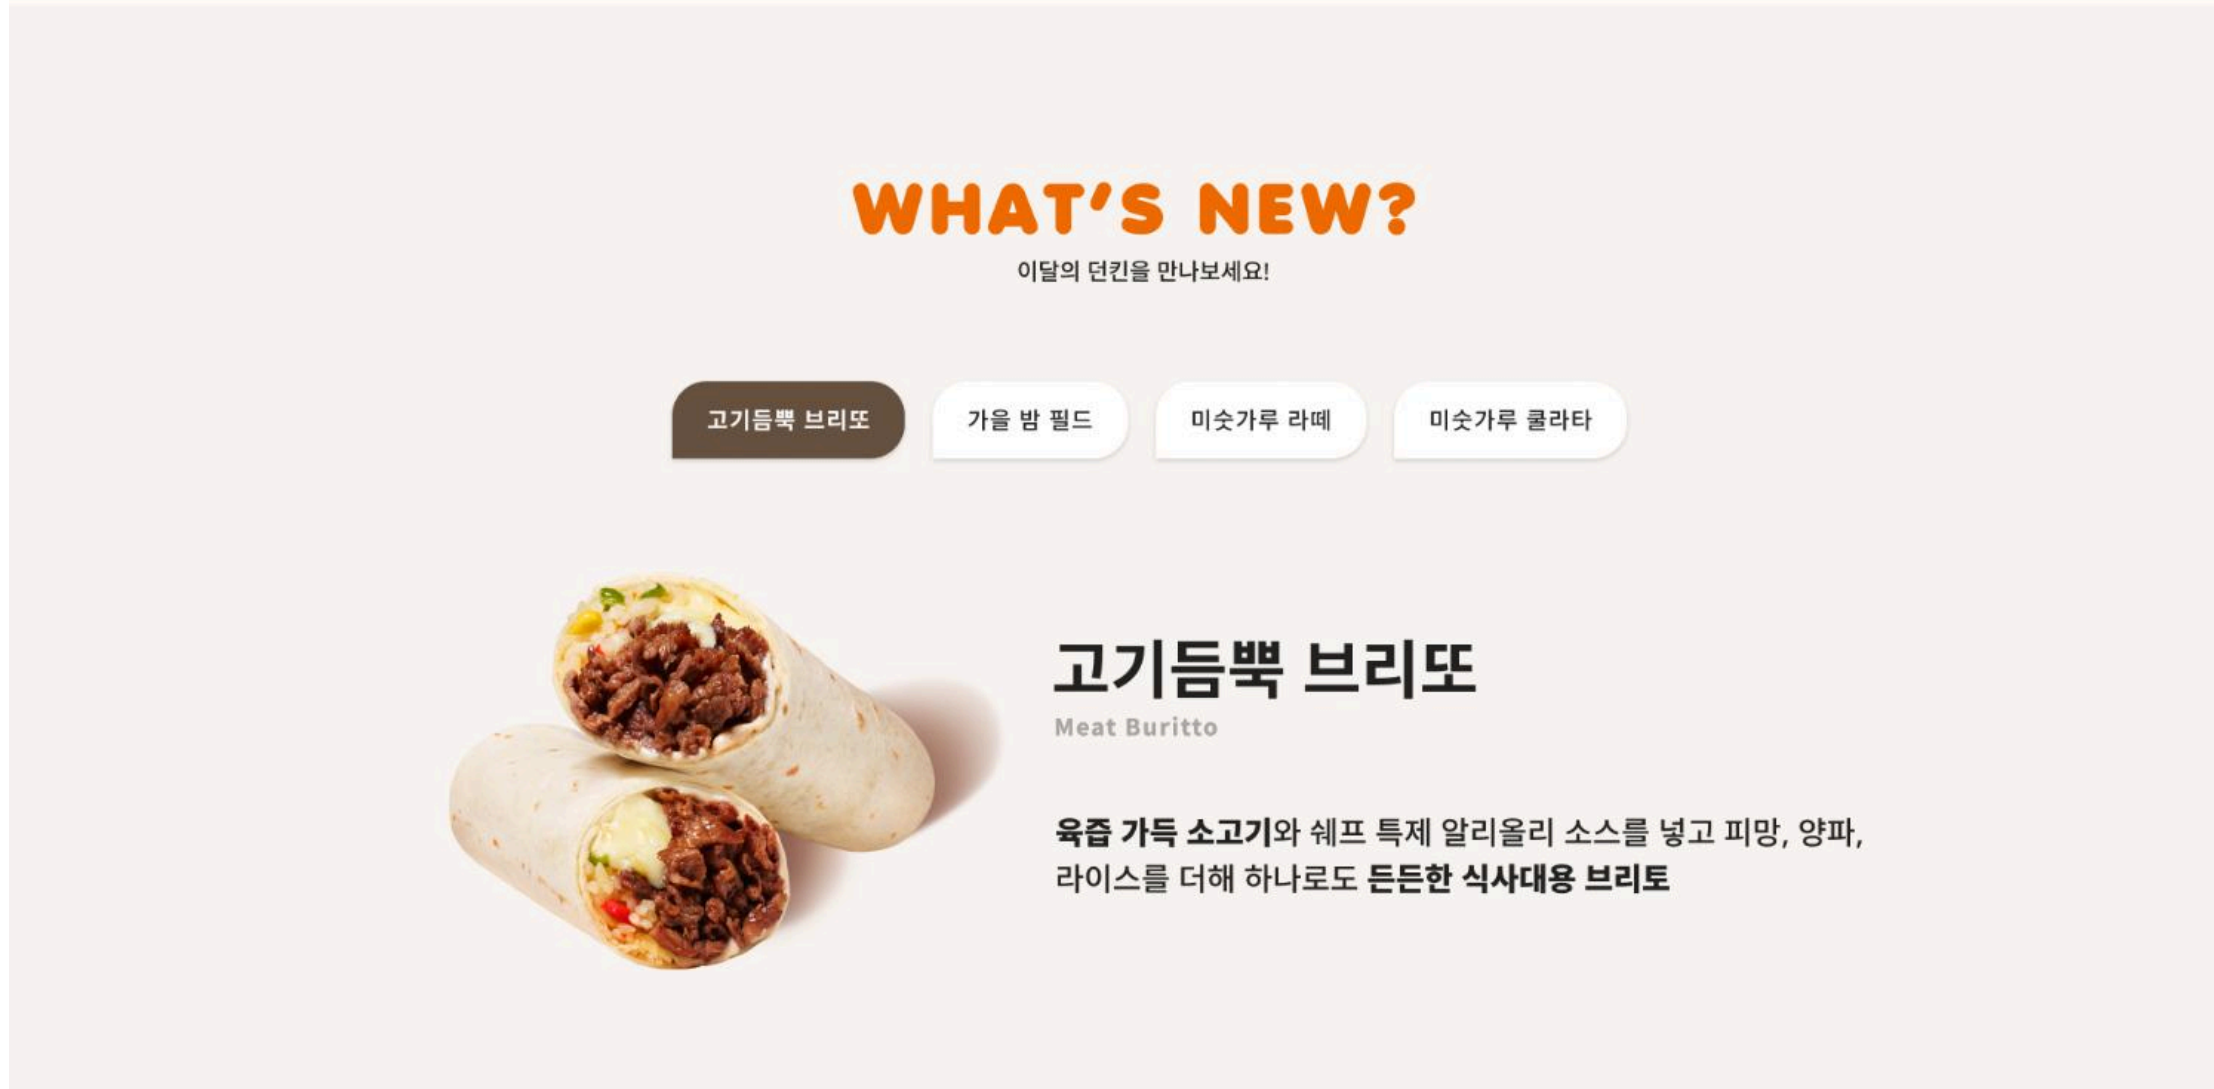 WHAT'S NEW?
이달의 던킨을 만나보세요!
고기듬뿍 브리또
가을 밤 필드
미숫가루 라떼
미숫가루 쿨라타
고기듬뿍 브리또
Meat Buritto
육즙 가득 소고기와 쉐프 특제 알리올리 소스를 넣고 피망, 양파,
라이스를 더해 하나로도 든든한 식사대용 브리토